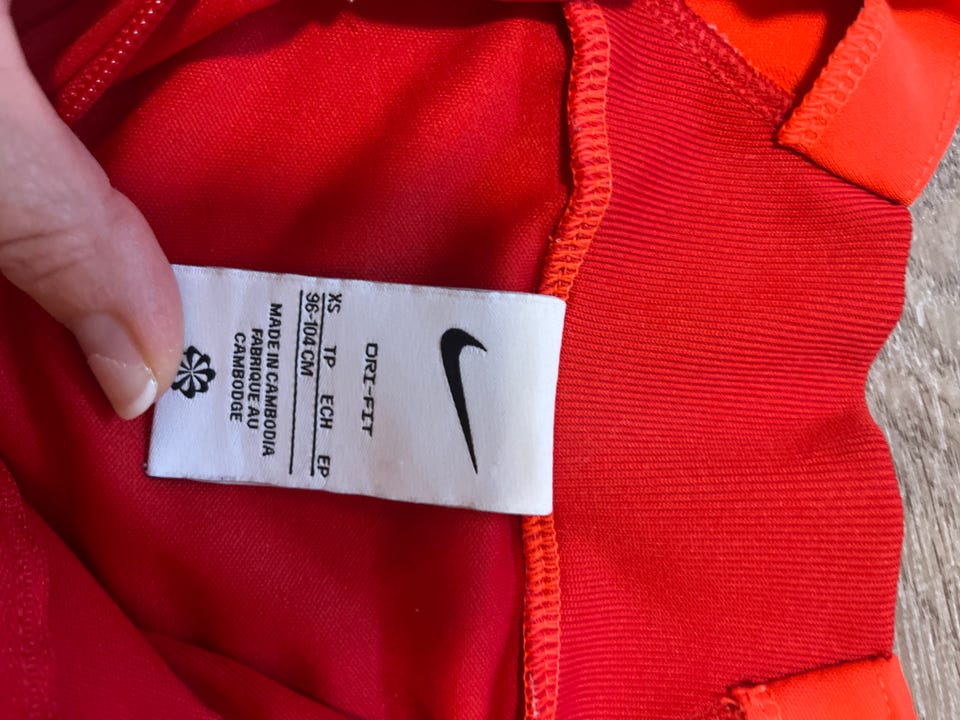 DRI-FIT
XS TP ECH EP
96-104 CM
MADE IN CAMBODIA
FABRIQUE AU
CAMBODGE